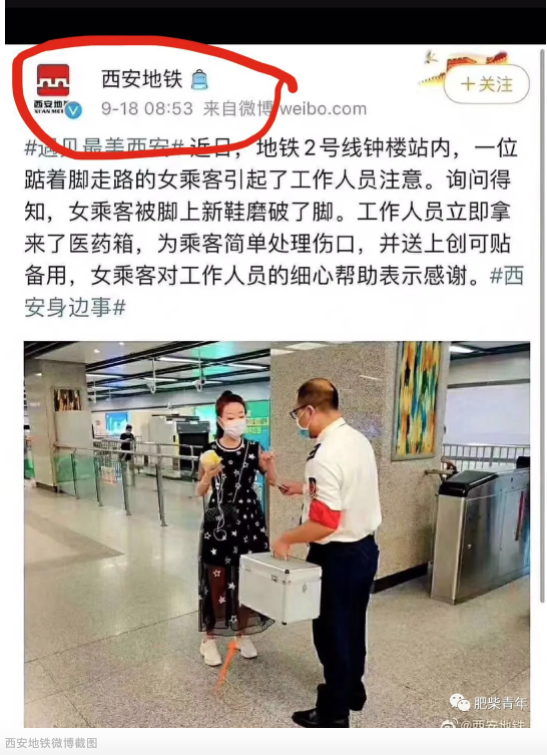 西安地铁
西安地铁
XI'AN METRO
9-18 08:53 来自微博 weibo.com
+关注
#遇见最美西安# 近日，地铁2号线钟楼站内，一位
踮着脚走路的女乘客引起了工作人员注意。询问得
知，女乘客被脚上新鞋磨破了脚。工作人员立即拿
来了医药箱，为乘客简单处理伤口，并送上创可贴
备用，女乘客对工作人员的细心帮助表示感谢。#西
安身边事#
肥柴青年
@西安地铁
西安地铁微博截图